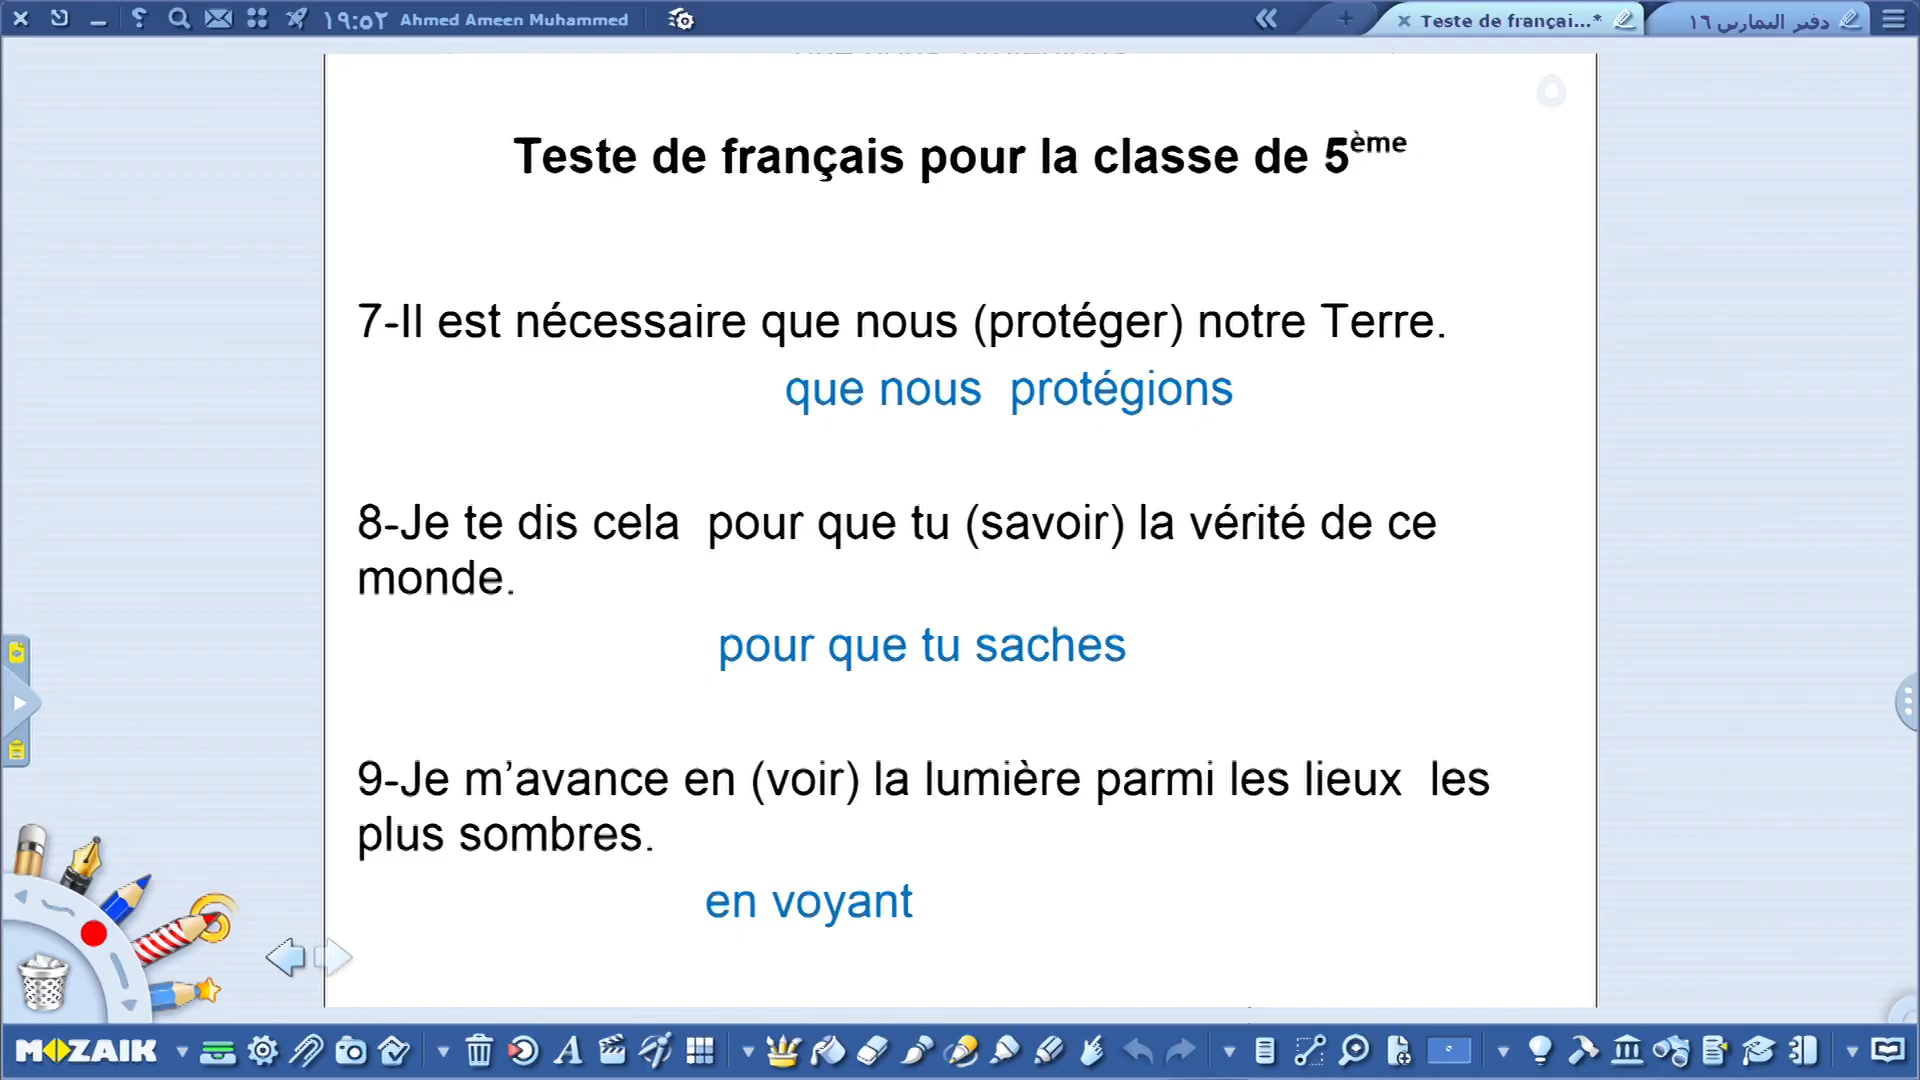 ١٩:٥٢ Ahmed Ameen Muhammed
Teste de françai...*
دفتر التمارين ١٦
٥
Teste de français pour la classe de 5ème
7-Il est nécessaire que nous (protéger) notre Terre.
que nous protégions
8-Je te dis cela pour que tu (savoir) la vérité de ce
monde.
pour que tu saches
9-Je m’avance en (voir) la lumière parmi les lieux les
plus sombres.
en voyant
MOZAIK